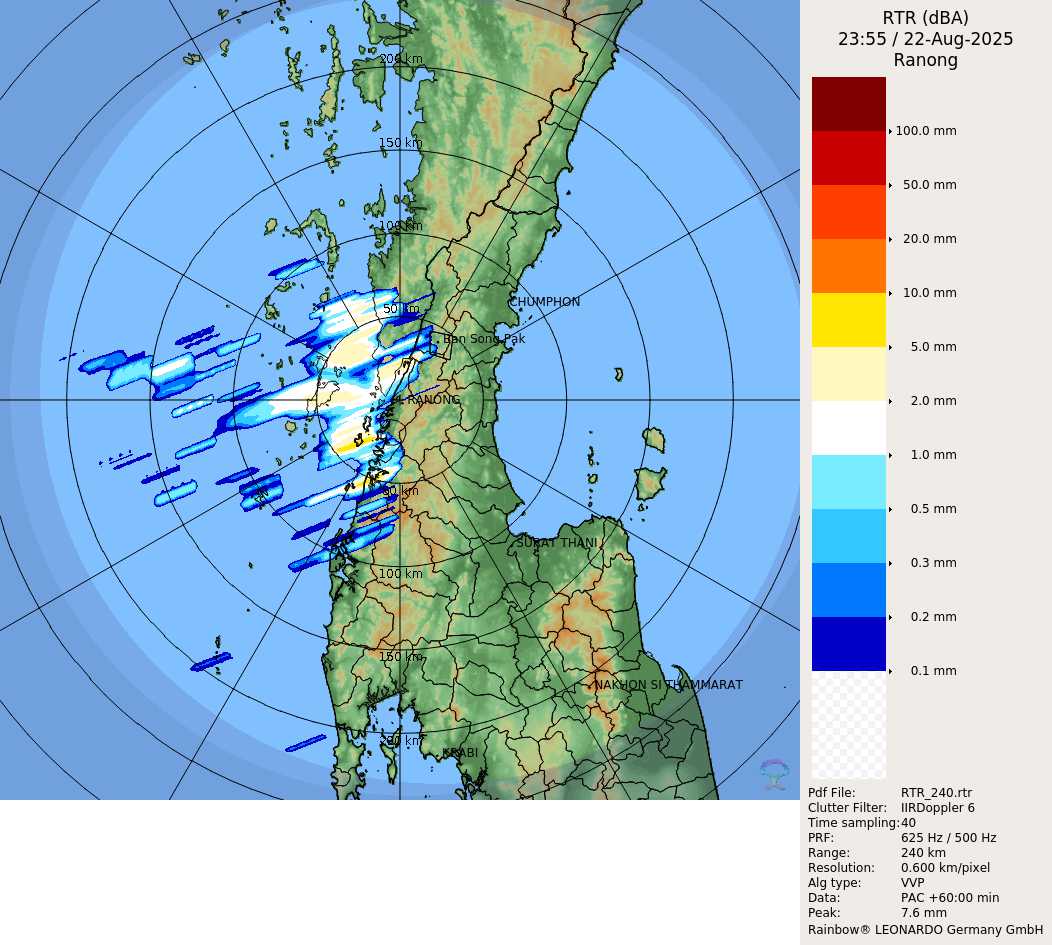 RTR (dBA)
23:55 / 22-Aug-2025
Ranong
100.0 mm
50.0 mm
20.0 mm
10.0 mm
5.0 mm
2.0 mm
1.0 mm
0.5 mm
0.3 mm
0.2 mm
0.1 mm
Pdf File: RTR_240.rtr
Clutter Filter: IIRDoppler 6
Time sampling:40
PRF: 625 Hz / 500 Hz
Range: 240 km
Resolution: 0.600 km/pixel
Alg type: VVP
Data: PAC +60:00 min
Peak: 7.6 mm
Rainbow® LEONARDO Germany GmbH
200 km
150 km
100 km
50 km
CHUMPHON
Ban Song Pak
RANONG
50 km
SURAT THANI
100 km
150 km
NAKHON SI THAMMARAT
200 km
KRABI